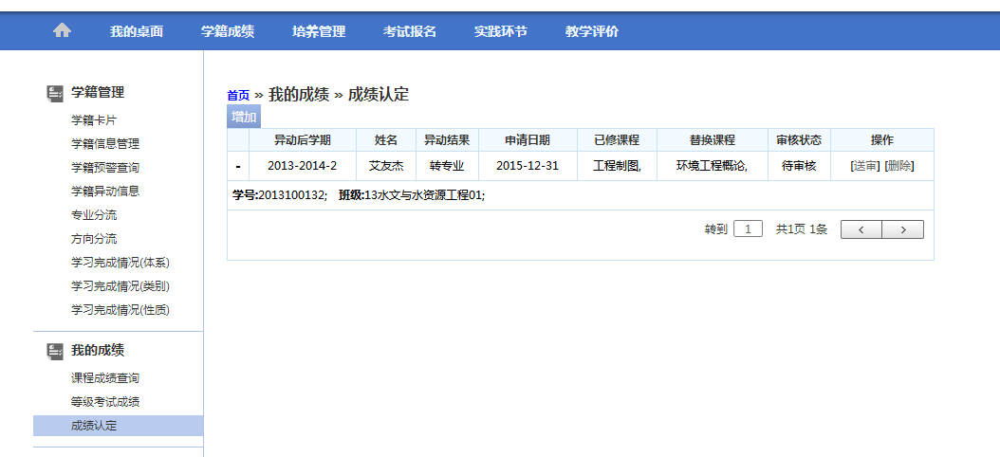 我的桌面 学籍成绩 培养管理 考试报名 实践环节 教学评价
学籍管理
学籍卡片
学籍信息管理
学籍预警查询
学籍异动信息
专业分流
方向分流
学习完成情况(体系)
学习完成情况(类别)
学习完成情况(性质)
我的成绩
课程成绩查询
等级考试成绩
成绩认定
首页 » 我的成绩 » 成绩认定
增加
异动后学期 姓名 异动结果 申请日期 已修课程 替换课程 审核状态 操作
- 2013-2014-2 艾友杰 转专业 2015-12-31 工程制图, 环境工程概论, 待审核 [送审] [删除]
学号:2013100132; 班级:13水文与水资源工程01;
转到 1 共1页 1条 < >